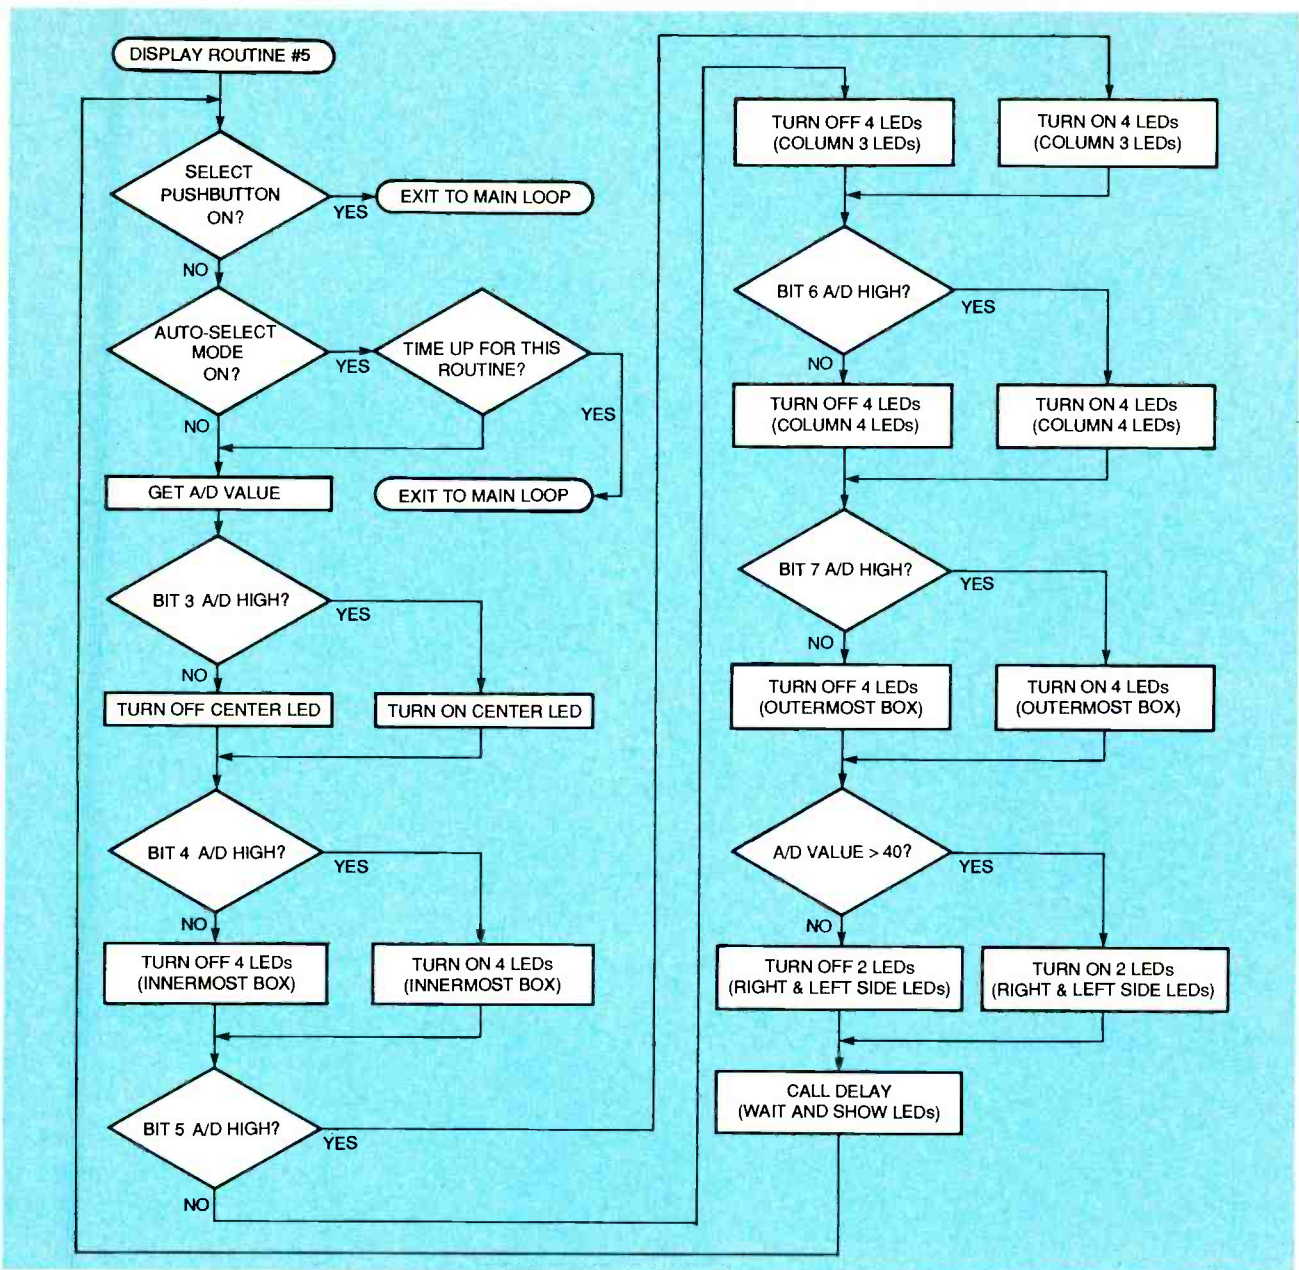 DISPLAY ROUTINE #5
SELECT
PUSHBUTTON
ON?
YES
EXIT TO MAIN LOOP
NO
AUTO-SELECT
MODE
ON?
YES
TIME UP FOR THIS
ROUTINE?
YES
NO
GET A/D VALUE
EXIT TO MAIN LOOP
BIT 3 A/D HIGH?
YES
NO
TURN OFF CENTER LED
TURN ON CENTER LED
BIT 4 A/D HIGH?
YES
NO
TURN OFF 4 LEDs
(INNERMOST BOX)
TURN ON 4 LEDs
(INNERMOST BOX)
BIT 5 A/D HIGH?
YES
NO
TURN OFF 4 LEDs
(COLUMN 3 LEDs)
TURN ON 4 LEDs
(COLUMN 3 LEDs)
BIT 6 A/D HIGH?
YES
NO
TURN OFF 4 LEDs
(COLUMN 4 LEDs)
TURN ON 4 LEDs
(COLUMN 4 LEDs)
BIT 7 A/D HIGH?
YES
NO
TURN OFF 4 LEDs
(OUTERMOST BOX)
TURN ON 4 LEDs
(OUTERMOST BOX)
A/D VALUE > 40?
YES
NO
TURN OFF 2 LEDs
(RIGHT & LEFT SIDE LEDs)
TURN ON 2 LEDs
(RIGHT & LEFT SIDE LEDs)
CALL DELAY
(WAIT AND SHOW LEDs)